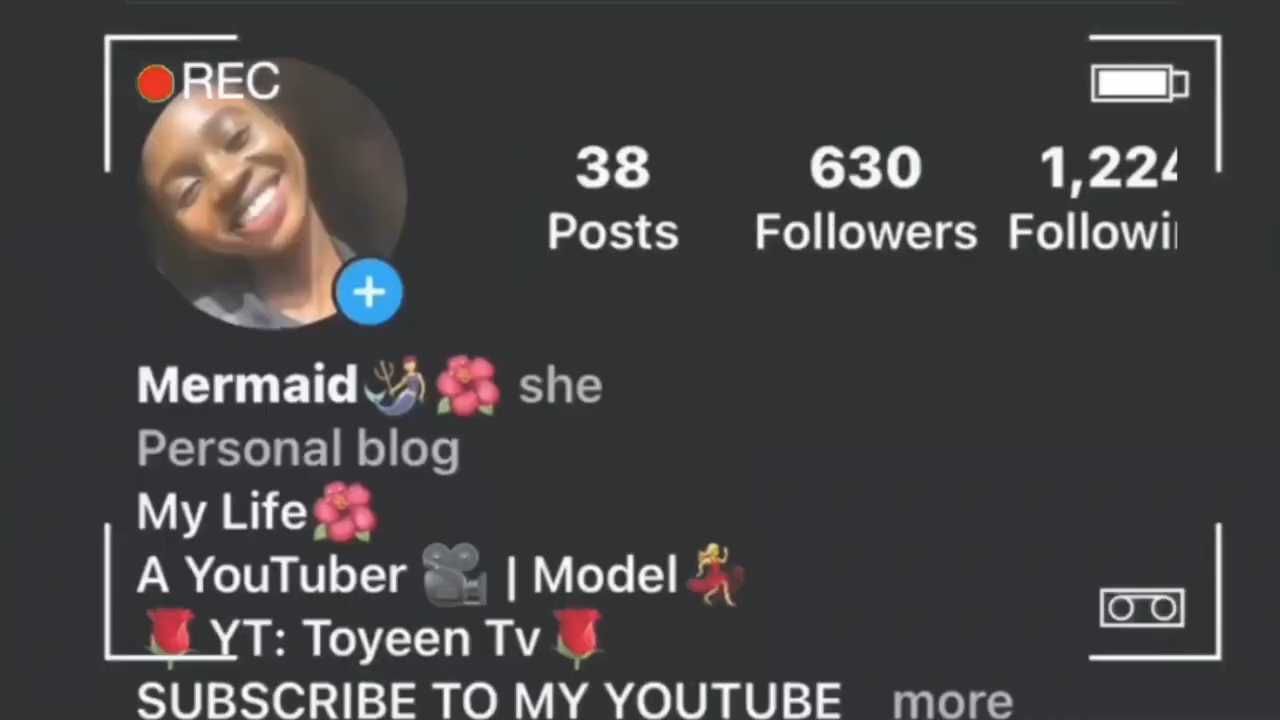 REC
38 630 1,224
Posts Followers Followi
Mermaid🧜‍♂️🌺 she
Personal blog
My Life🌺
A YouTuber 🎥 | Model💃
🌹 YT: Toyeen Tv🌹
SUBSCRIBE TO MY YOUTUBE more